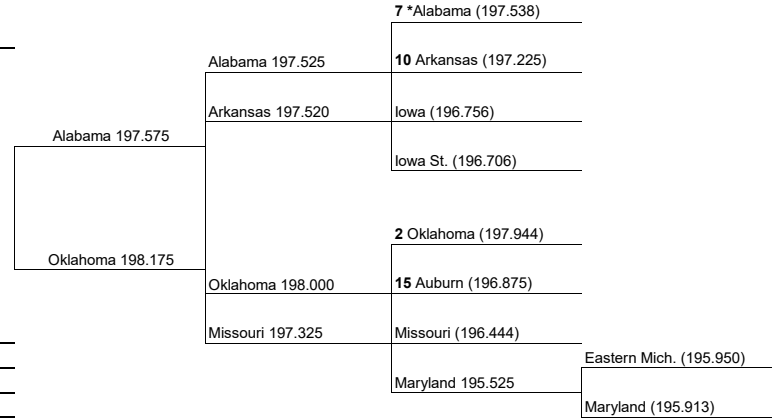 7 *Alabama (197.538)
Alabama 197.525
10 Arkansas (197.225)
Arkansas 197.520
Iowa (196.756)
Alabama 197.575
Iowa St. (196.706)
2 Oklahoma (197.944)
Oklahoma 198.175
Oklahoma 198.000
15 Auburn (196.875)
Missouri 197.325
Missouri (196.444)
Eastern Mich. (195.950)
Maryland 195.525
Maryland (195.913)